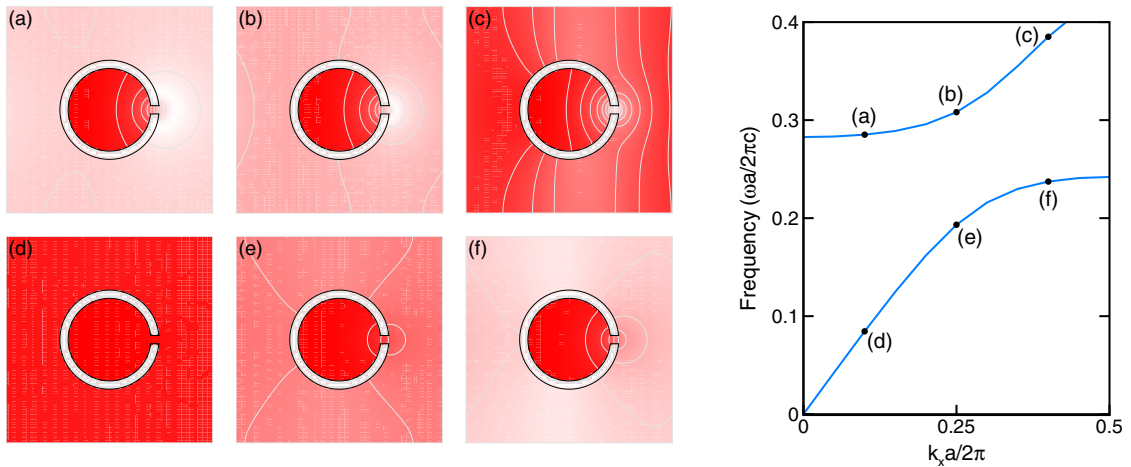 (a)
(b)
(c)
(d)
(e)
(f)
0.4
0.3
0.2
0.1
0
Frequency (ωa/2πc)
(a)
(b)
(c)
(d)
(e)
(f)
0
0.25
0.5
kₓa/2π